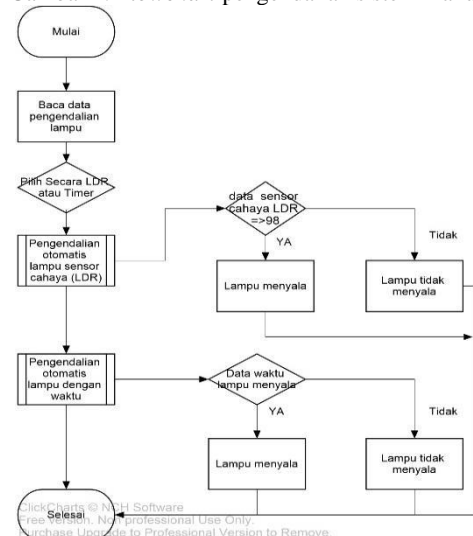 Mulai
Baca data
pengendalian
lampu
Pilih Secara LDR
atau Timer
Pengendalian
otomatis
lampu sensor
cahaya (LDR)
data sensor
cahaya LDR
=>98
YA
Tidak
Lampu menyala
Lampu tidak
menyala
Pengendalian
otomatis
lampu dengan
waktu
Data waktu
lampu menyala
YA
Tidak
Lampu menyala
Lampu tidak
menyala
Selesai
ClickCharts © NCH Software
Free version. Non professional Use Only.
Purchase Upgrade to Professional Version to Remove.